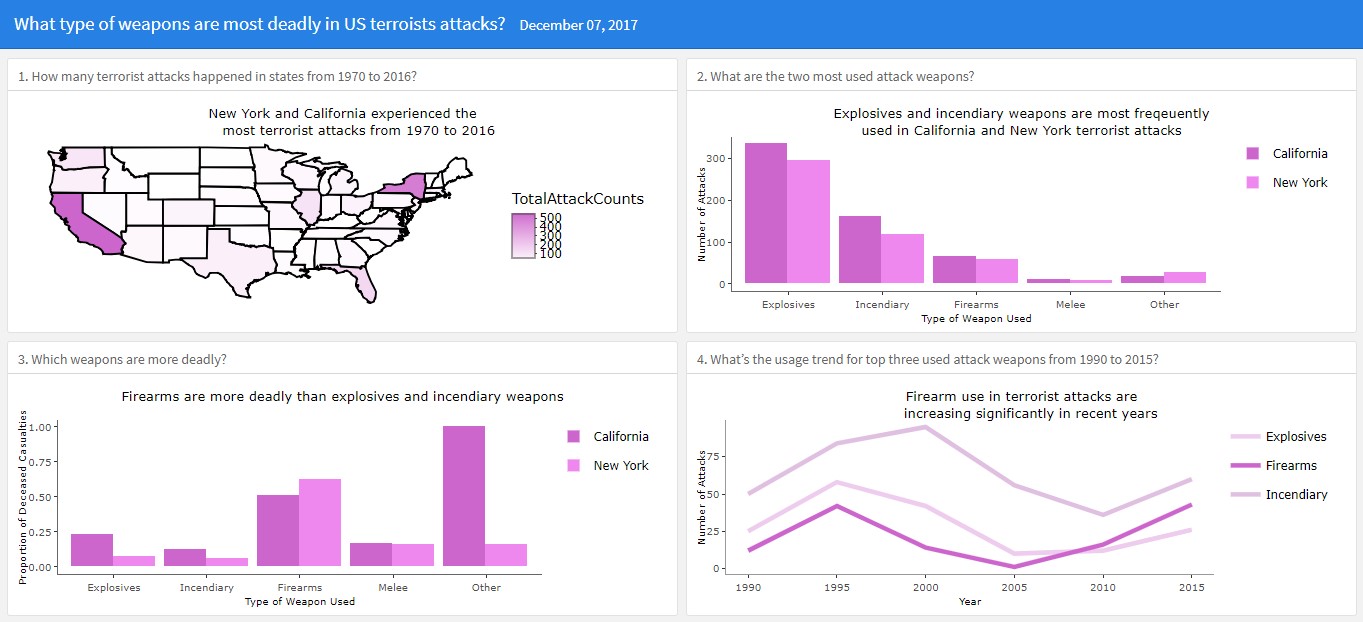 What type of weapons are most deadly in US terroists attacks? December 07, 2017
1. How many terrorist attacks happened in states from 1970 to 2016?
New York and California experienced the
most terrorist attacks from 1970 to 2016
TotalAttackCounts
500
400
300
200
100
2. What are the two most used attack weapons?
Explosives and incendiary weapons are most freqeuently
used in California and New York terrorist attacks
Number of Attacks
300
200
100
0
Explosives Incendiary Firearms Melee Other
Type of Weapon Used
California
New York
3. Which weapons are more deadly?
Firearms are more deadly than explosives and incendiary weapons
Proportion of Deceased Casualties
1.00
0.75
0.50
0.25
0.00
Explosives Incendiary Firearms Melee Other
Type of Weapon Used
California
New York
4. What’s the usage trend for top three used attack weapons from 1990 to 2015?
Firearm use in terrorist attacks are
increasing significantly in recent years
Number of Attacks
75
50
25
0
1990 1995 2000 2005 2010 2015
Year
Explosives
Firearms
Incendiary